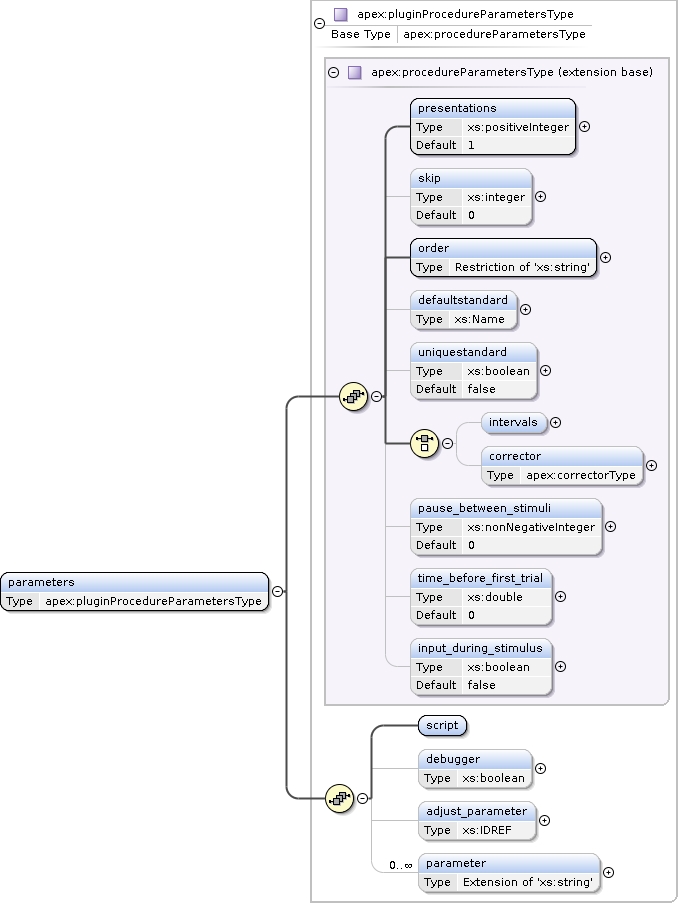 apex:pluginProcedureParametersType
Base Type apex:procedureParametersType
apex:procedureParametersType (extension base)
presentations
Type xs:positiveInteger
Default 1
skip
Type xs:integer
Default 0
order
Type Restriction of 'xs:string'
defaultstandard
Type xs:Name
uniquestandard
Type xs:boolean
Default false
intervals
corrector
Type apex:correctorType
pause_between_stimuli
Type xs:nonNegativeInteger
Default 0
time_before_first_trial
Type xs:double
Default 0
input_during_stimulus
Type xs:boolean
Default false
parameters
Type apex:pluginProcedureParametersType
script
debugger
Type xs:boolean
adjust_parameter
Type xs:IDREF
0..∞
parameter
Type Extension of 'xs:string'